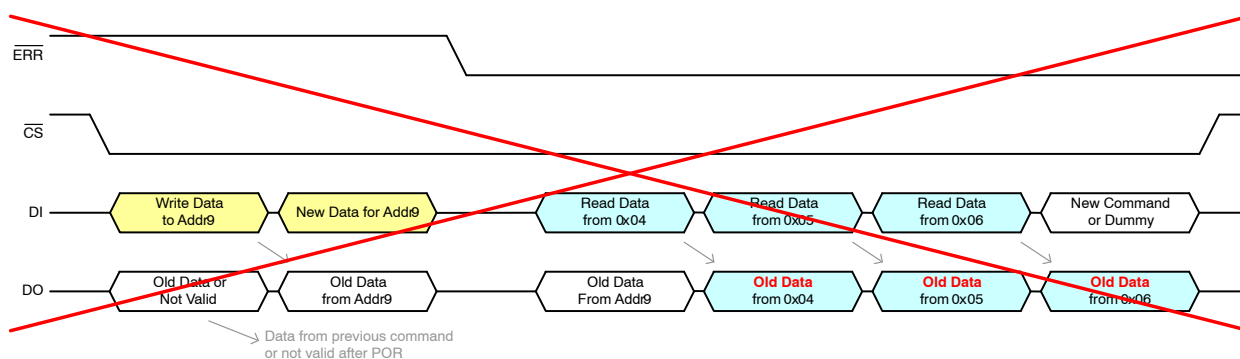 ERR
CS
DI
Write Data
to Addr9
New Data for Addr9
Read Data
from 0x04
Read Data
from 0x05
Read Data
from 0x06
New Command
or Dummy
DO
Old Data or
Not Valid
Old Data
from Addr9
Old Data
From Addr9
Old Data
from 0x04
Old Data
from 0x05
Old Data
from 0x06
Data from previous command
or not valid after POR